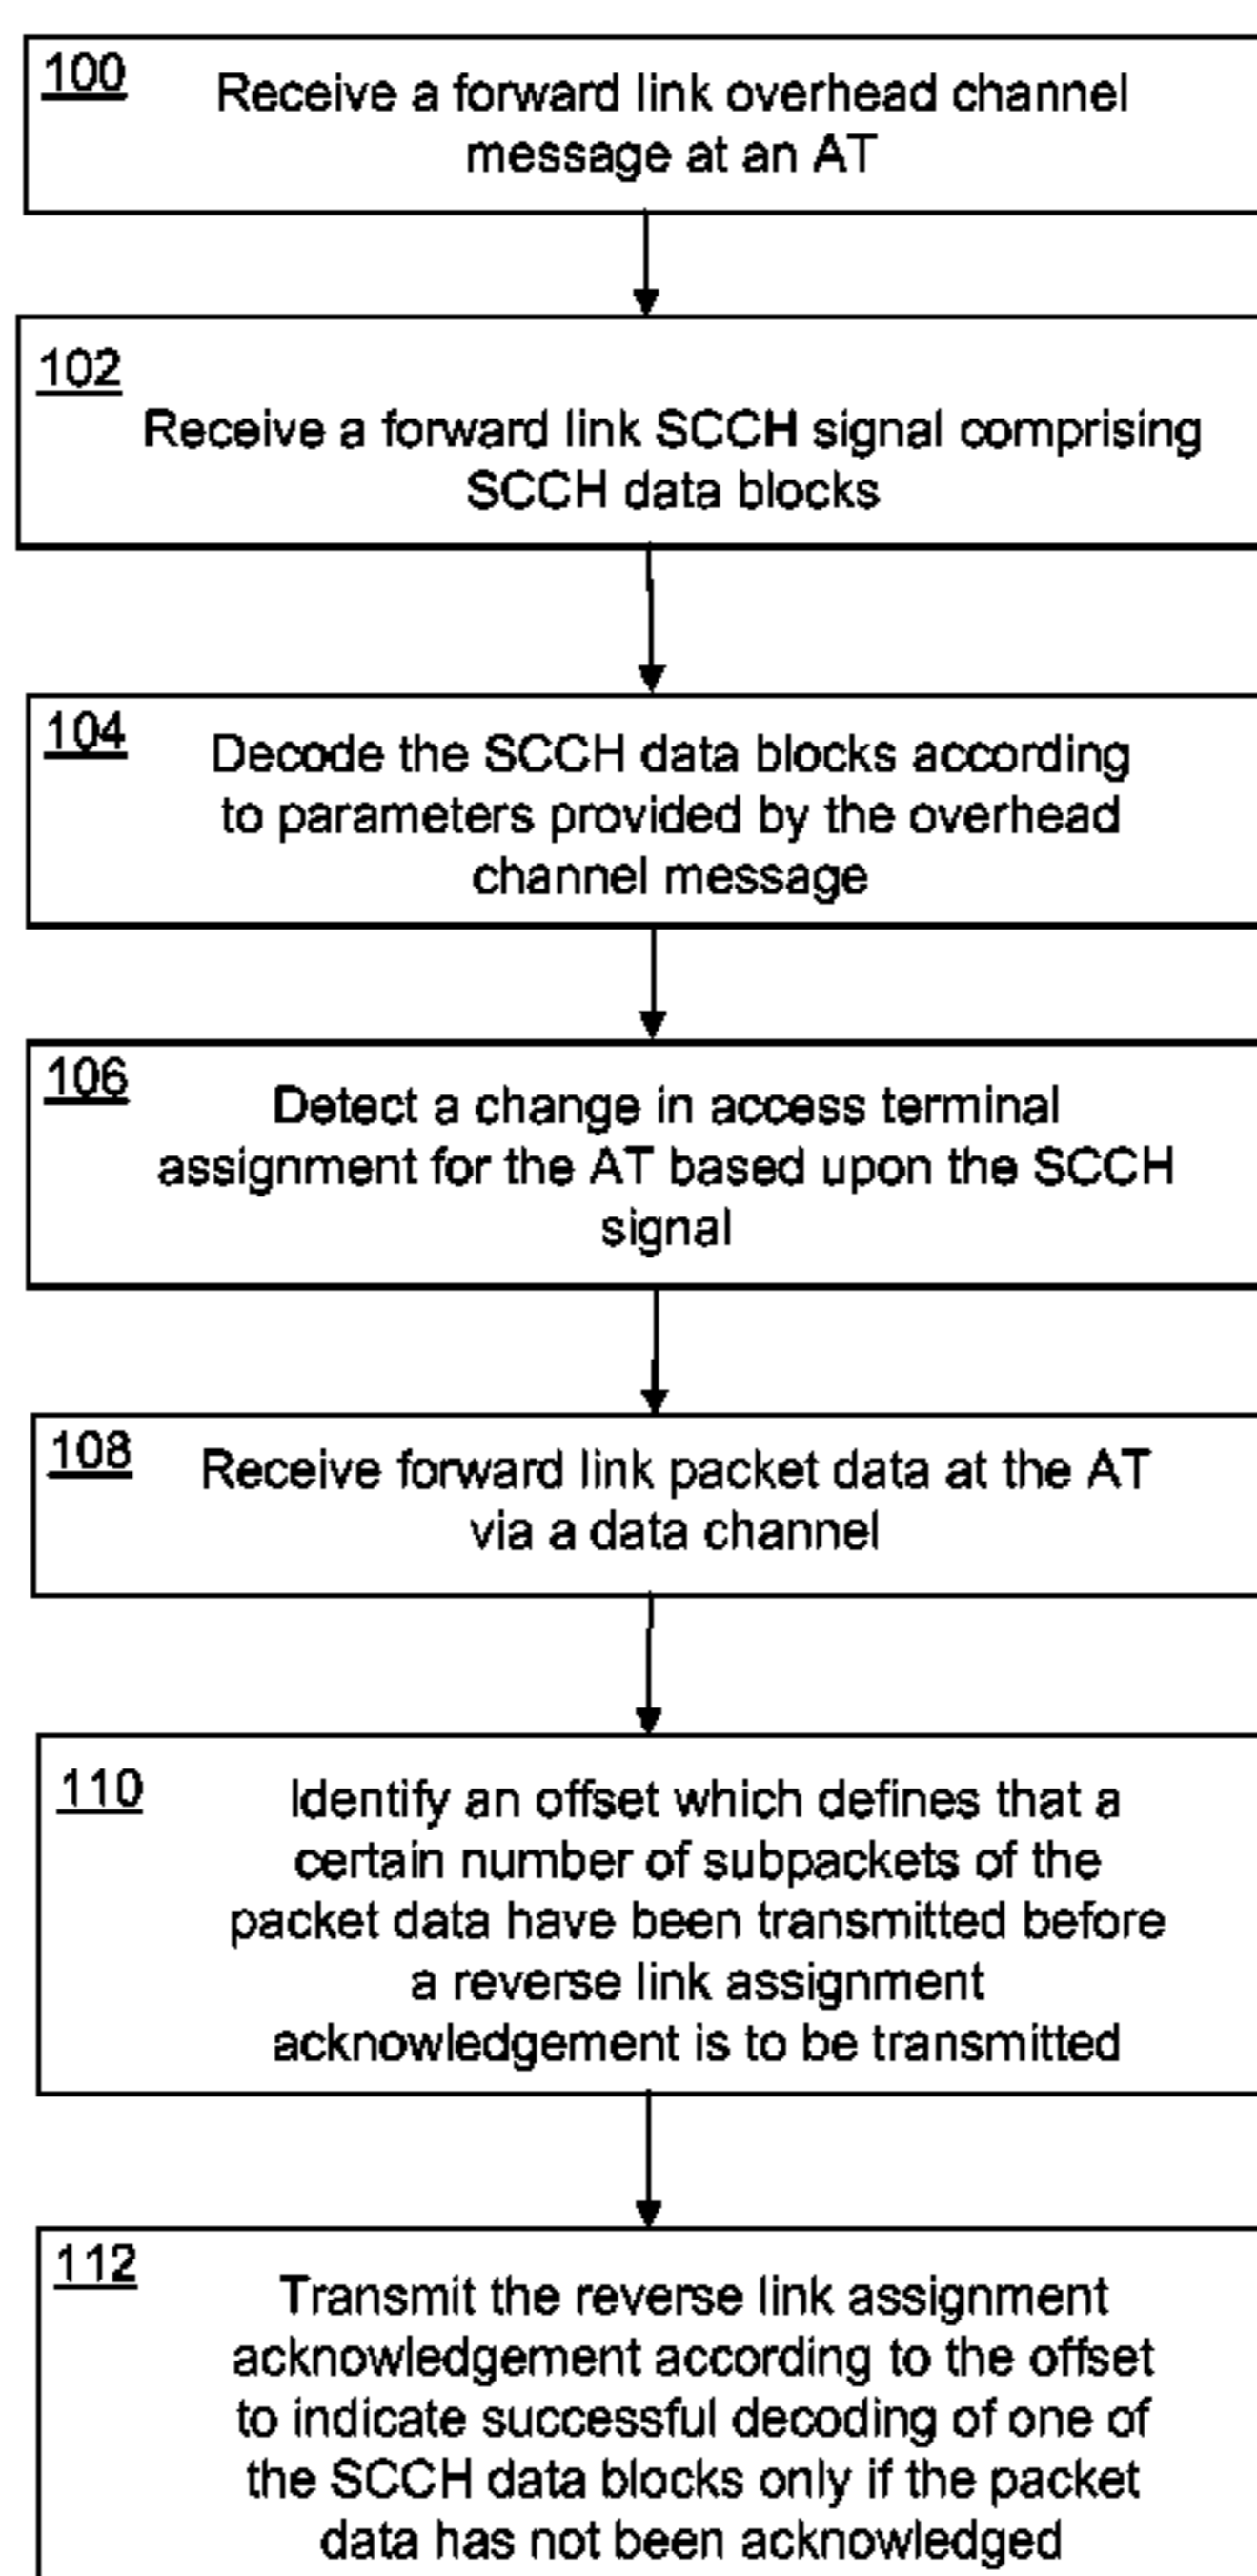 100
Receive a forward link overhead channel
message at an AT
102
Receive a forward link SCCH signal comprising
SCCH data blocks
104
Decode the SCCH data blocks according
to parameters provided by the overhead
channel message
106
Detect a change in access terminal
assignment for the AT based upon the SCCH
signal
108
Receive forward link packet data at the AT
via a data channel
110
Identify an offset which defines that a
certain number of subpackets of the
packet data have been transmitted before
a reverse link assignment
acknowledgement is to be transmitted
112
Transmit the reverse link assignment
acknowledgement according to the offset
to indicate successful decoding of one of
the SCCH data blocks only if the packet
data has not been acknowledged